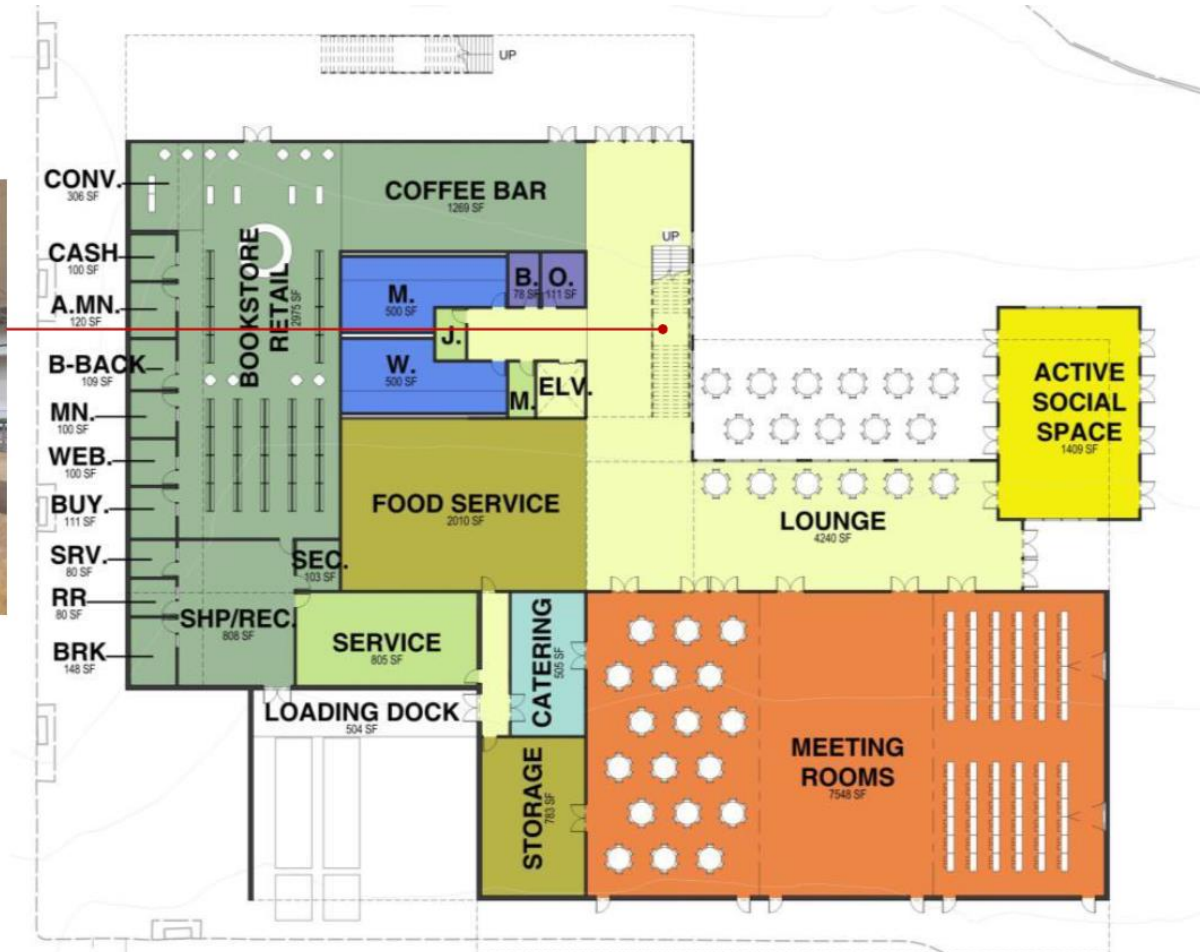 UP
CONV.
306 SF
CASH
100 SF
A.MN.
120 SF
B-BACK
109 SF
MN.
100 SF
WEB.
100 SF
BUY.
111 SF
SRV.
80 SF
RR
80 SF
BRK
148 SF
BOOKSTORE
RETAIL
2975 SF
COFFEE BAR
1269 SF
M.
500 SF
B.
78 SF
O.
111 SF
J.
W.
500 SF
M.
ELV.
UP
FOOD SERVICE
2010 SF
SEC.
103 SF
SHP/REC.
808 SF
SERVICE
805 SF
LOADING DOCK
504 SF
CATERING
505 SF
STORAGE
783 SF
LOUNGE
4240 SF
ACTIVE
SOCIAL
SPACE
1409 SF
MEETING
ROOMS
7548 SF